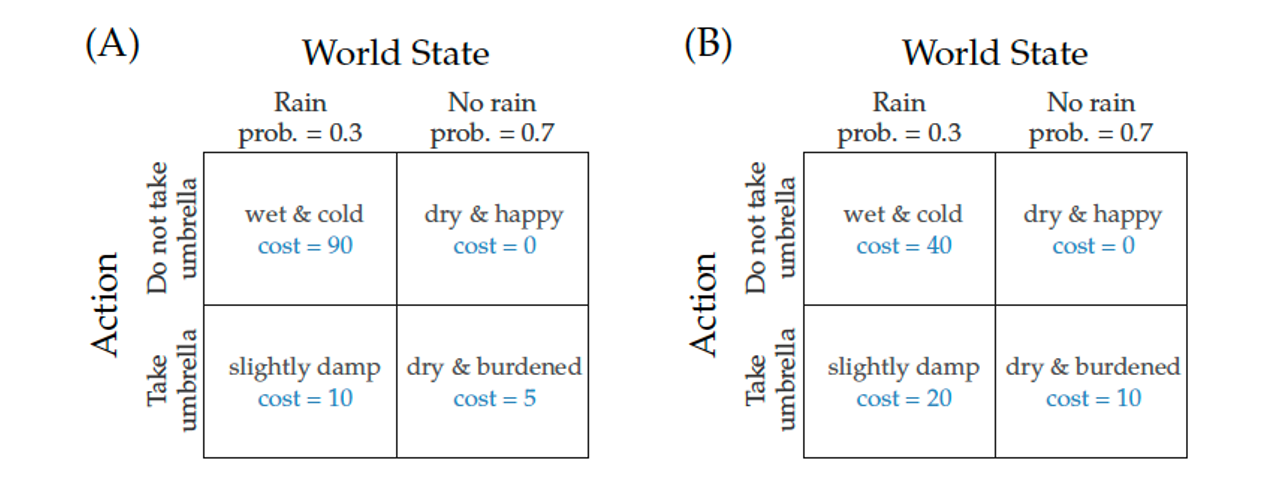 (A)
World State
Rain
prob. = 0.3
No rain
prob. = 0.7
Action
Do not take
umbrella
wet & cold
cost = 90
dry & happy
cost = 0
Take
umbrella
slightly damp
cost = 10
dry & burdened
cost = 5
(B)
World State
Rain
prob. = 0.3
No rain
prob. = 0.7
Action
Do not take
umbrella
wet & cold
cost = 40
dry & happy
cost = 0
Take
umbrella
slightly damp
cost = 20
dry & burdened
cost = 10